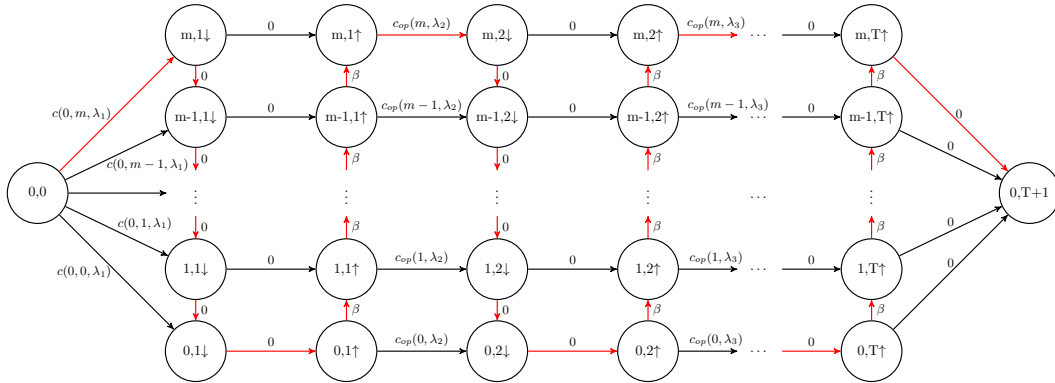 0 0 0
m,1↓ m,1↑ c_{op}(m, λ_2) m,2↓ m,2↑ c_{op}(m, λ_3) ··· m,T↑
0 β 0 β β
c(0, m, λ_1) 0 0 0 0
m-1,1↓ m-1,1↑ c_{op}(m−1, λ_2) m-1,2↓ m-1,2↑ c_{op}(m−1, λ_3) ··· m-1,T↑
c(0, m−1, λ_1) 0 β 0 β β 0
0,0 ⋮ ⋮ ⋮ ⋮ ··· ⋮ 0,T+1
c(0, 1, λ_1) 0 β 0 β β 0
1,1↓ 0 1,1↑ c_{op}(1, λ_2) 1,2↓ 0 1,2↑ c_{op}(1, λ_3) ··· 0 1,T↑
c(0, 0, λ_1) 0
0 β 0 β β
0,1↓ 0 0,1↑ c_{op}(0, λ_2) 0,2↓ 0 0,2↑ c_{op}(0, λ_3) ··· 0 0,T↑